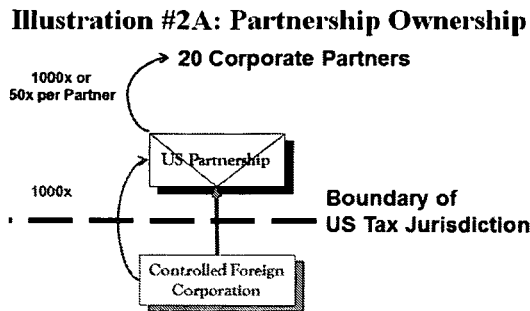 Illustration #2A: Partnership Ownership
20 Corporate Partners
1000x or
50x per Partner
US Partnership
1000x
Boundary of
US Tax Jurisdiction
Controlled Foreign
Corporation